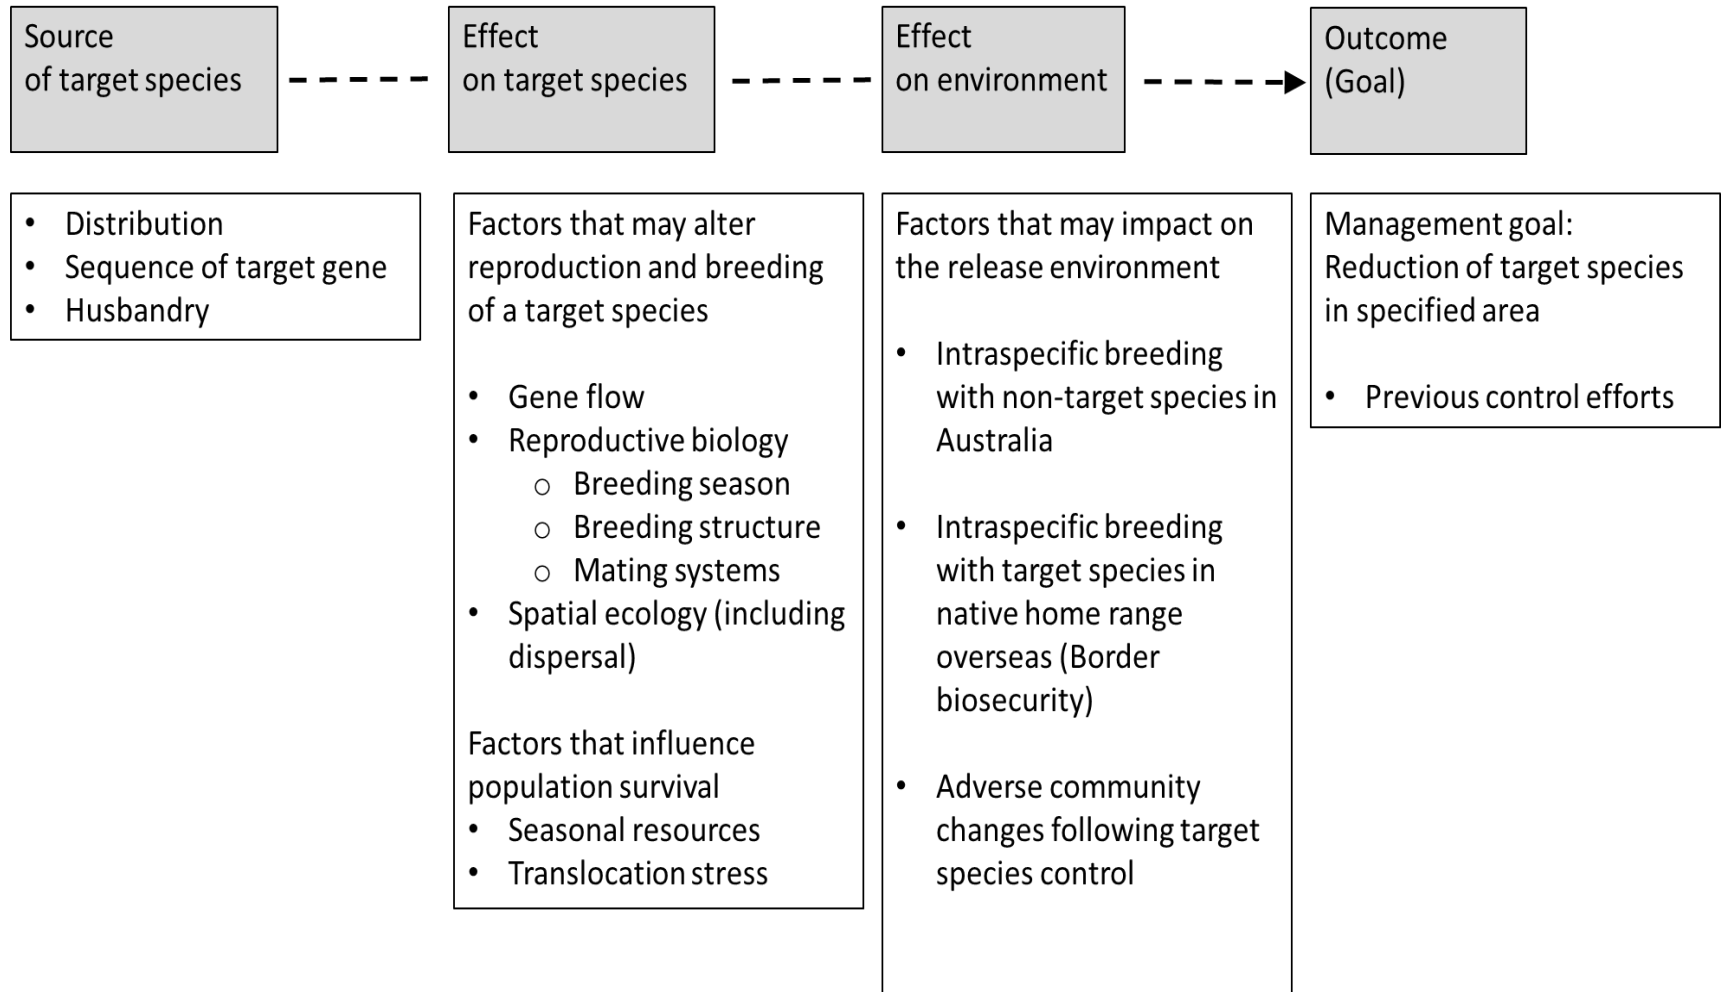 Source
of target species
Effect
on target species
Effect
on environment
Outcome
(Goal)
• Distribution
• Sequence of target gene
• Husbandry
Factors that may alter
reproduction and breeding
of a target species
• Gene flow
• Reproductive biology
o Breeding season
o Breeding structure
o Mating systems
• Spatial ecology (including
dispersal)
Factors that influence
population survival
• Seasonal resources
• Translocation stress
Factors that may impact on
the release environment
• Intraspecific breeding
with non-target species in
Australia
• Intraspecific breeding
with target species in
native home range
overseas (Border
biosecurity)
• Adverse community
changes following target
species control
Management goal:
Reduction of target species
in specified area
• Previous control efforts